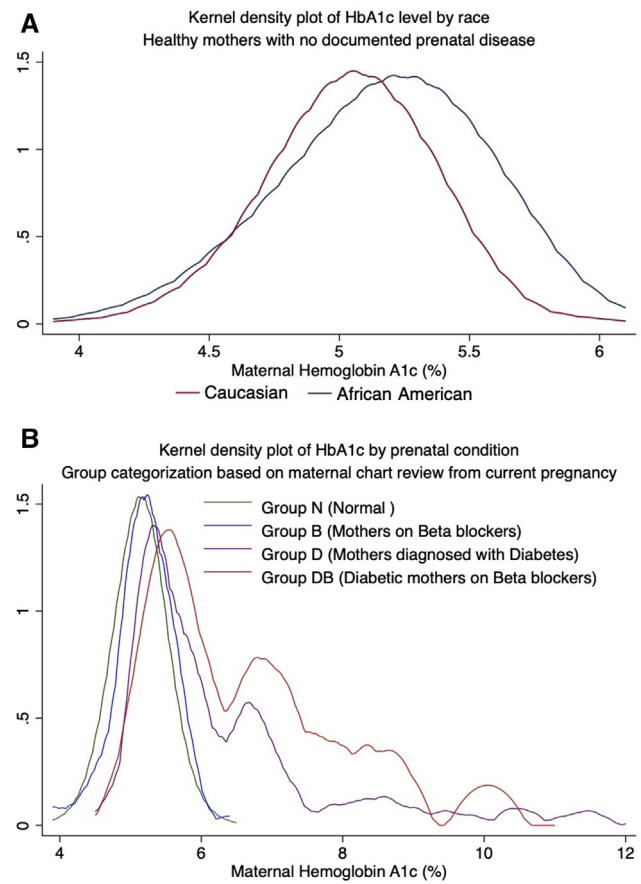 A
Kernel density plot of HbA1c level by race
Healthy mothers with no documented prenatal disease
1.5
1
.5
0
4 4.5 5 5.5 6
Maternal Hemoglobin A1c (%)
Caucasian African American
B
Kernel density plot of HbA1c by prenatal condition
Group categorization based on maternal chart review from current pregnancy
1.5
Group N (Normal )
Group B (Mothers on Beta blockers)
Group D (Mothers diagnosed with Diabetes)
Group DB (Diabetic mothers on Beta blockers)
1
.5
0
4 6 8 10 12
Maternal Hemoglobin A1c (%)